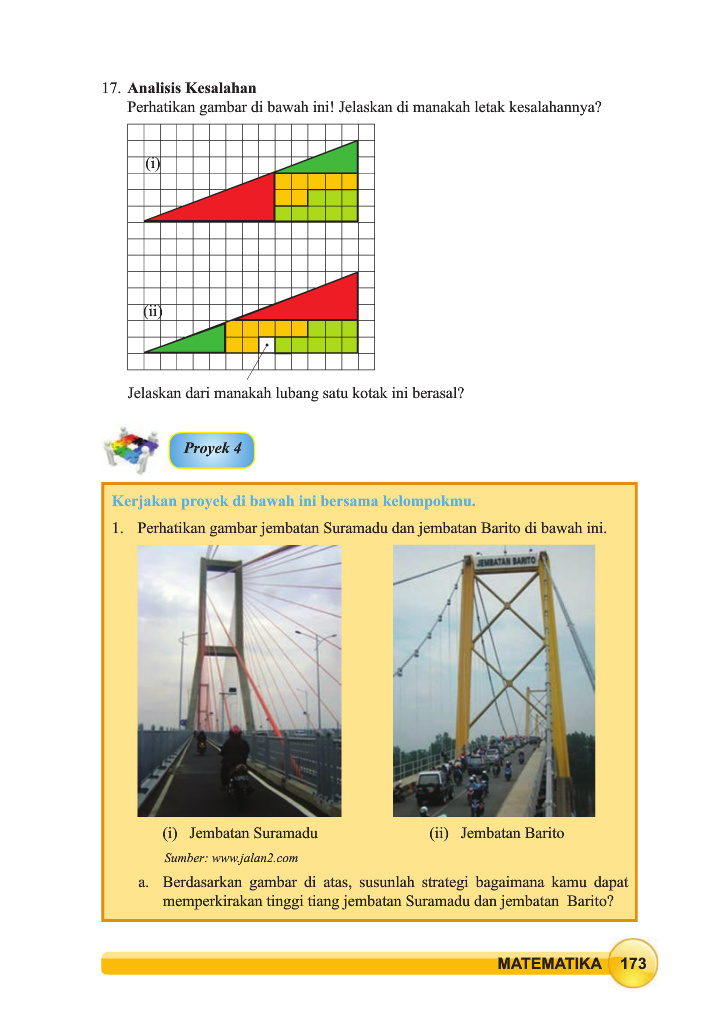 17. Analisis Kesalahan
Perhatikan gambar di bawah ini! Jelaskan di manakah letak kesalahannya?
(i)
(ii)
Jelaskan dari manakah lubang satu kotak ini berasal?
Proyek 4
Kerjakan proyek di bawah ini bersama kelompokmu.
1. Perhatikan gambar jembatan Suramadu dan jembatan Barito di bawah ini.
JEMBATAN BARITO
(i) Jembatan Suramadu
(ii) Jembatan Barito
Sumber: www.jalan2.com
a. Berdasarkan gambar di atas, susunlah strategi bagaimana kamu dapat
memperkirakan tinggi tiang jembatan Suramadu dan jembatan Barito?
MATEMATIKA 173